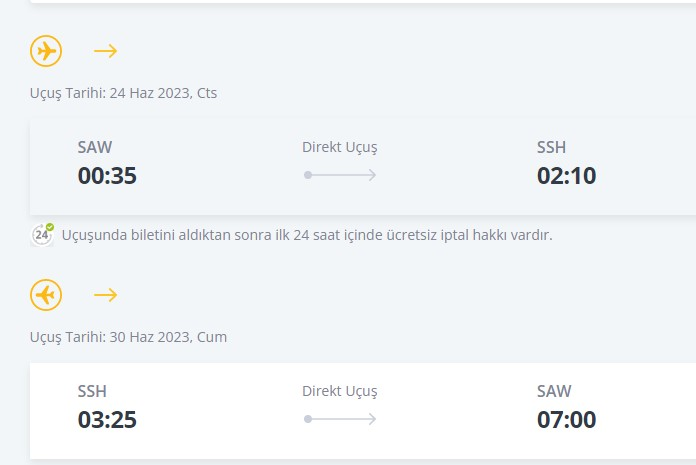 Uçuş Tarihi: 24 Haz 2023, Cts
SAW Direkt Uçuş SSH
00:35 02:10
24 Uçuşunda biletini aldıktan sonra ilk 24 saat içinde ücretsiz iptal hakkı vardır.
Uçuş Tarihi: 30 Haz 2023, Cum
SSH Direkt Uçuş SAW
03:25 07:00